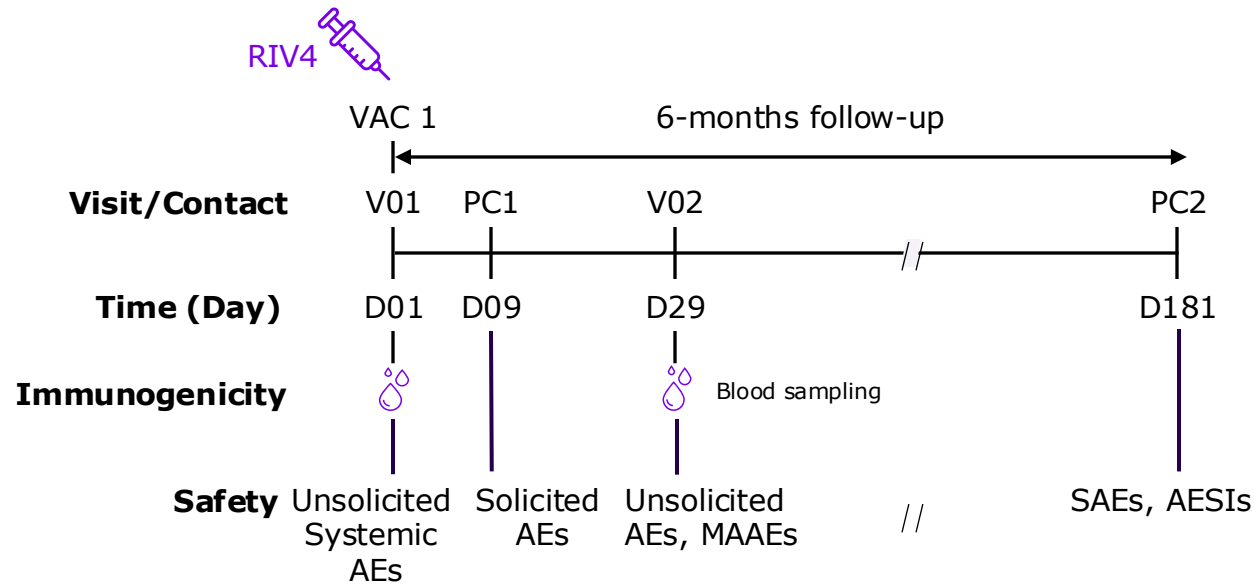 RIV4
VAC 1 6-months follow-up
Visit/Contact V01 PC1 V02 PC2
//
Time (Day) D01 D09 D29 D181
Immunogenicity Blood sampling
Safety Unsolicited Solicited Unsolicited SAEs, AESIs
Systemic AEs AEs, MAAEs //
AEs